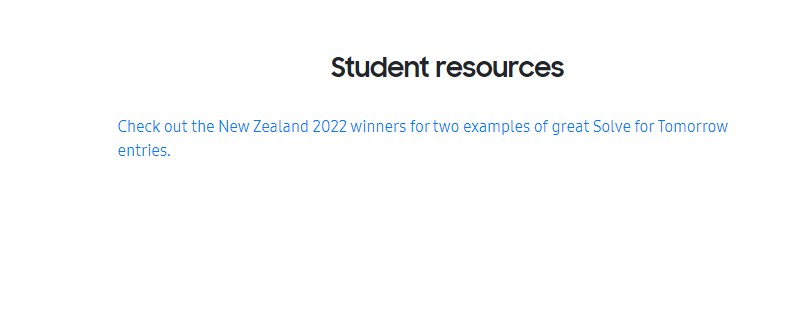 Student resources
Check out the New Zealand 2022 winners for two examples of great Solve for Tomorrow
entries.